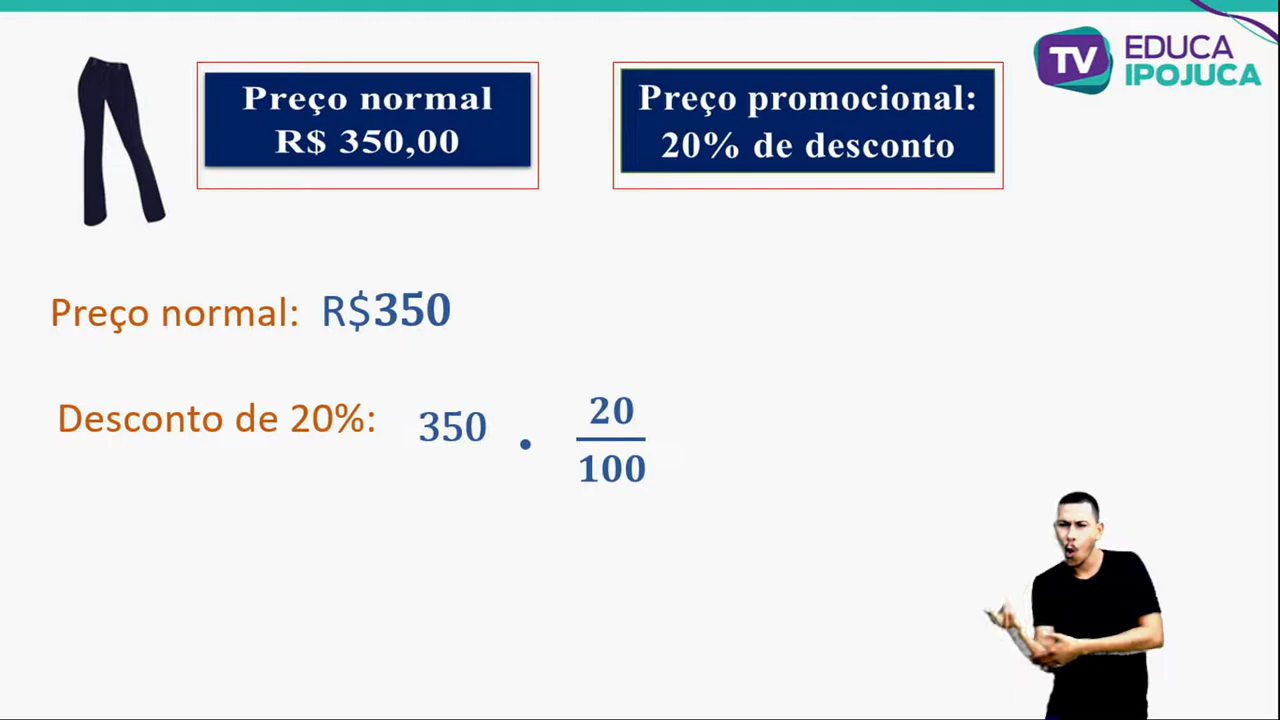 Preço normal
R$ 350,00
Preço promocional:
20% de desconto
TV EDUCA
IPOJUCA
Preço normal: R$350
Desconto de 20%: 350 . 20
100